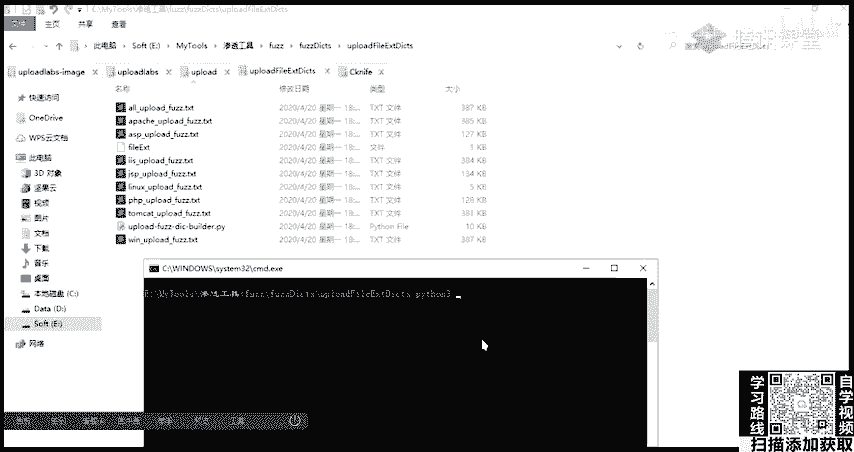 E:\MyTools\渗透工具\fuzz\fuzzDicts\uploadFileExtDicts
文件 主页 共享 查看
此电脑 › Soft (E:) › MyTools › 渗透工具 › fuzz › fuzzDicts › uploadFileExtDicts
uploadlabs-image uploadlabs upload uploadFileExtDicts Cknife
名称 修改日期 类型 大小
快速访问
OneDrive
WPS云文档
此电脑
3D 对象
坚果云
视频
图片
文档
下载
音乐
桌面
本地磁盘 (C:)
Data (D:)
Soft (E:)
网络
all_upload_fuzz.txt 2020/4/20 星期一 18:... TXT 文件 387 KB
apache_upload_fuzz.txt 2020/4/20 星期一 18:... TXT 文件 385 KB
asp_upload_fuzz.txt 2020/4/20 星期一 18:... TXT 文件 127 KB
fileExt 2020/4/20 星期一 18:... 文件 1 KB
iis_upload_fuzz.txt 2020/4/20 星期一 18:... TXT 文件 384 KB
jsp_upload_fuzz.txt 2020/4/20 星期一 18:... TXT 文件 134 KB
linux_upload_fuzz.txt 2020/4/20 星期一 18:... TXT 文件 5 KB
php_upload_fuzz.txt 2020/4/20 星期一 18:... TXT 文件 128 KB
tomcat_upload_fuzz.txt 2020/4/20 星期一 18:... TXT 文件 381 KB
upload-fuzz-dic-builder.py 2020/4/20 星期一 18:... Python File 10 KB
win_upload_fuzz.txt 2020/4/20 星期一 18:... TXT 文件 387 KB
C:\WINDOWS\system32\cmd.exe
E:\MyTools\渗透工具\fuzz\fuzzDicts\uploadFileExtDicts>python3
学习路线
自学视频
扫描添加获取